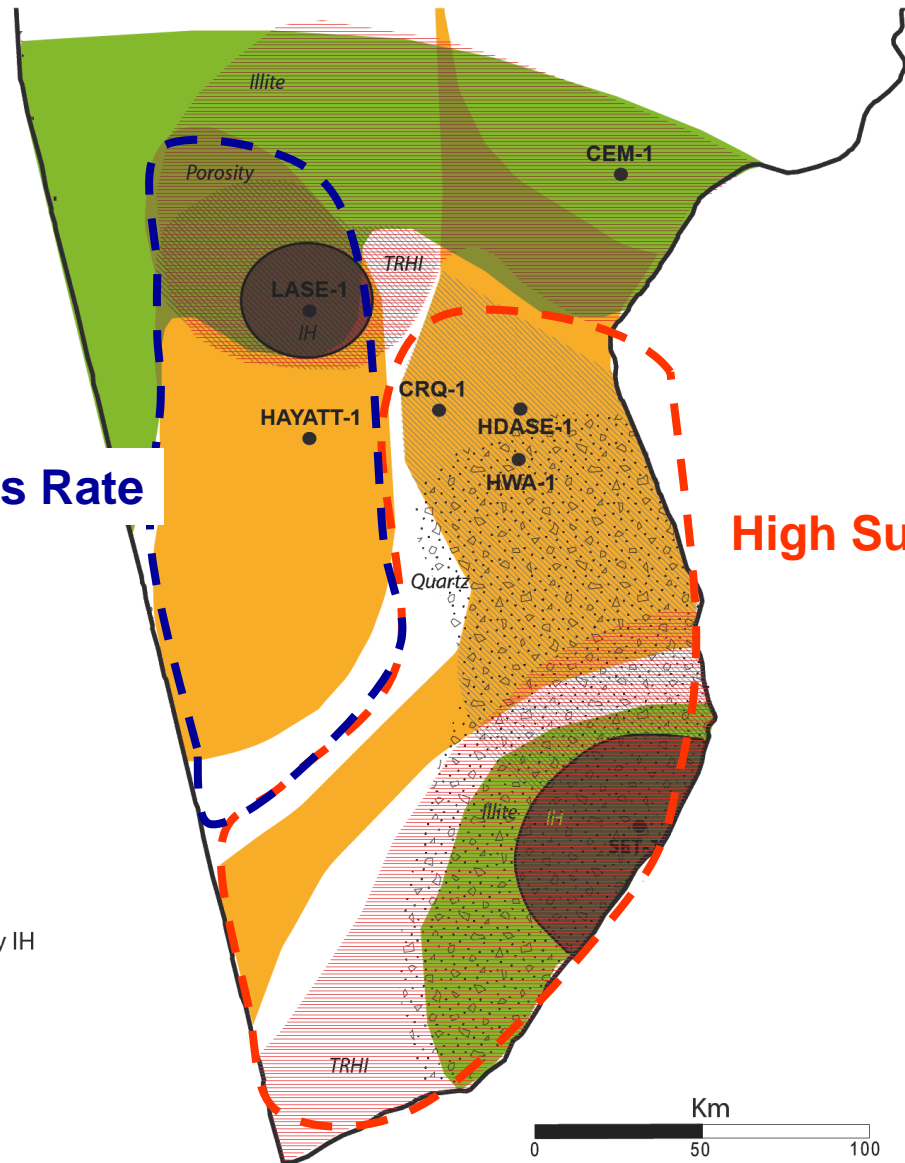 Illite
CEM-1
Porosity
TRHI
LASE-1
IH
CRQ-1
HAYATT-1
HDASE-1
HWA-1
s Rate
High Su
Quartz
Illite
IH
y IH
TRHI
Km
0 50 100